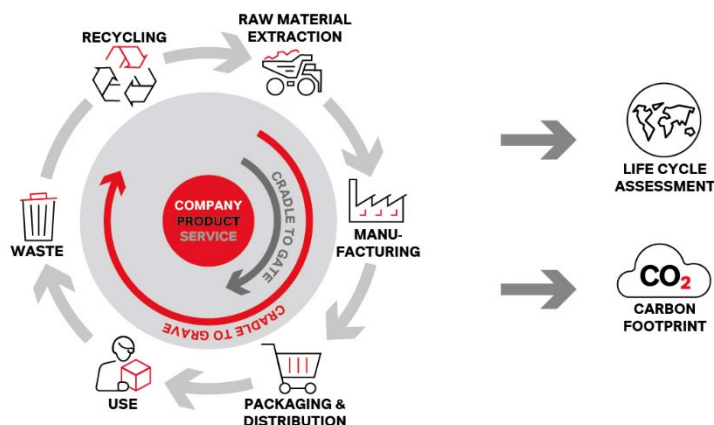 RECYCLING
RAW MATERIAL
EXTRACTION
MANU-
FACTURING
PACKAGING &
DISTRIBUTION
USE
WASTE
COMPANY
PRODUCT
SERVICE
CRADLE TO GATE
CRADLE TO GRAVE
LIFE CYCLE
ASSESSMENT
CO2
CARBON
FOOTPRINT